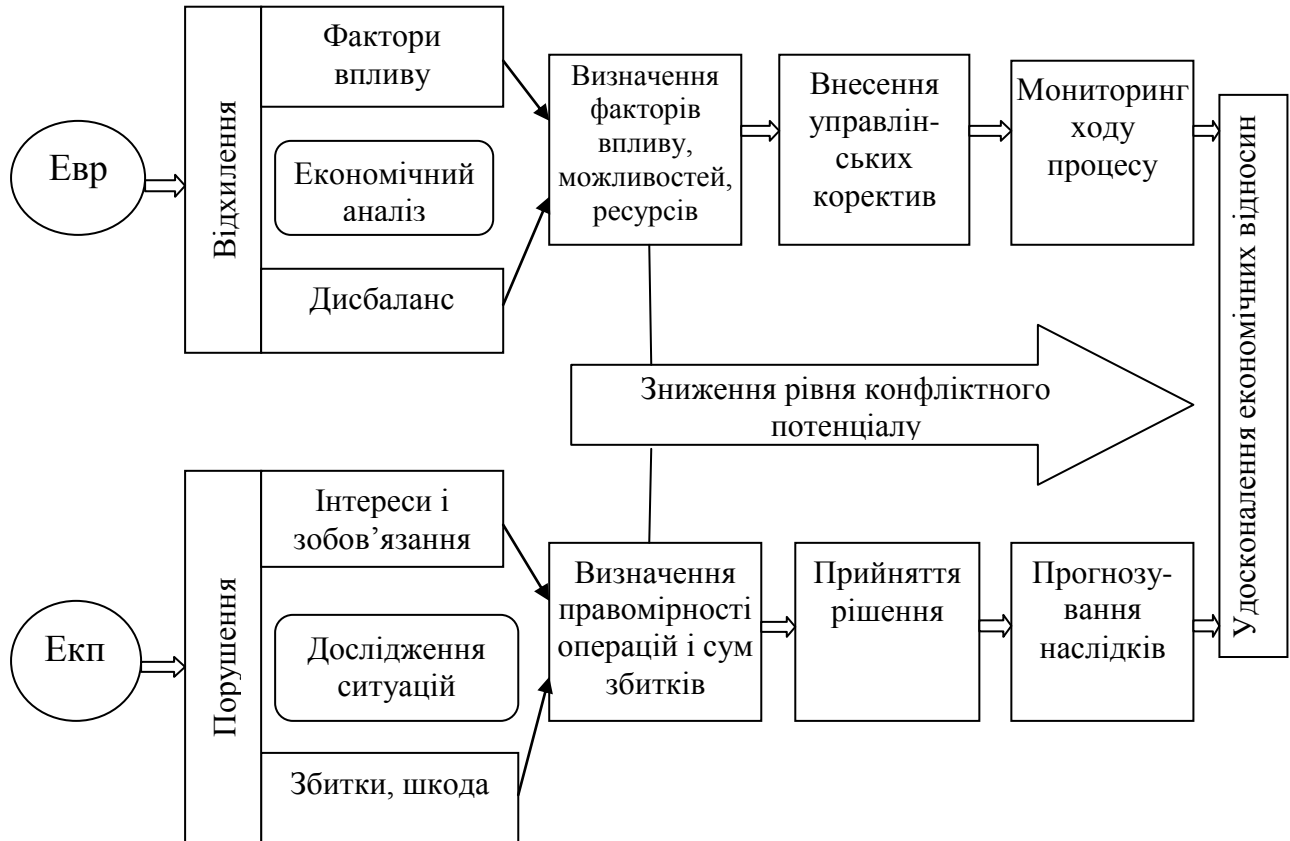 Евр
Відхилення
Фактори
впливу
Економічний
аналіз
Дисбаланс
Визначення
факторів
впливу,
можливостей,
ресурсів
Внесення
управлін-
ських
коректив
Мониторинг
ходу
процесу
Удосконалення економічних відносин
Зниження рівня конфліктного
потенціалу
Екп
Порушення
Інтереси і
зобов’язання
Дослідження
ситуацій
Збитки, шкода
Визначення
правомірності
операцій і сум
збитків
Прийняття
рішення
Прогнозу-
вання
наслідків